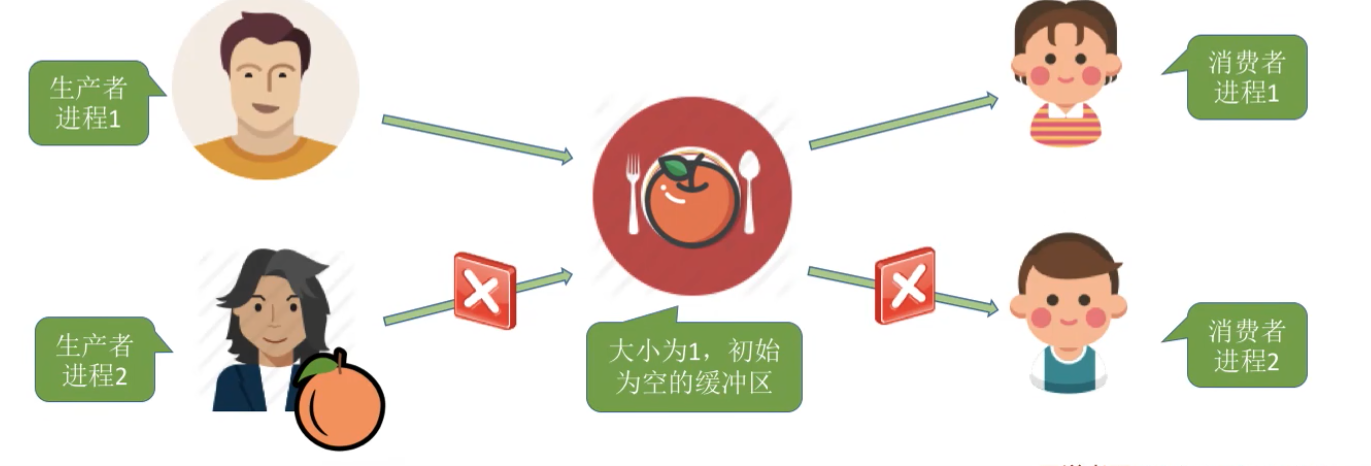 生产者
进程1
消费者
进程1
生产者
进程2
大小为1，初始
为空的缓冲区
消费者
进程2